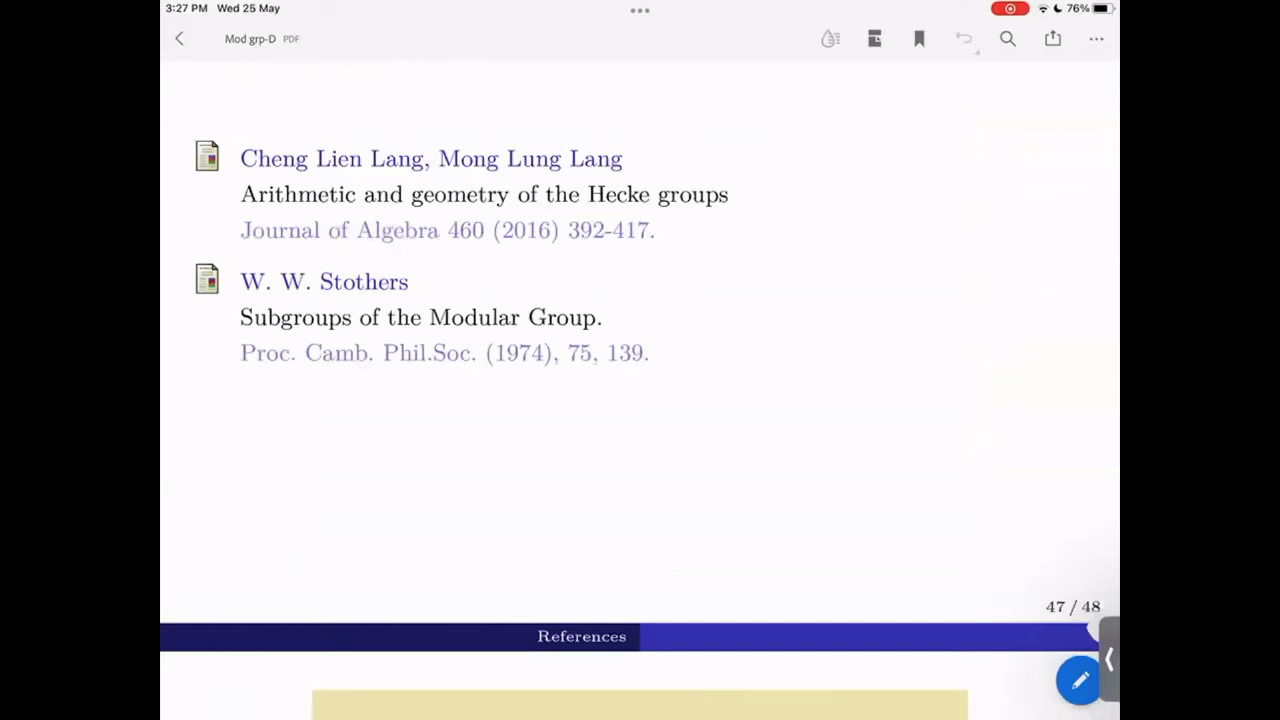 3:27 PM Wed 25 May
76%
Mod grp-D PDF
Cheng Lien Lang, Mong Lung Lang
Arithmetic and geometry of the Hecke groups
Journal of Algebra 460 (2016) 392-417.
W. W. Stothers
Subgroups of the Modular Group.
Proc. Camb. Phil.Soc. (1974), 75, 139.
47 / 48
References